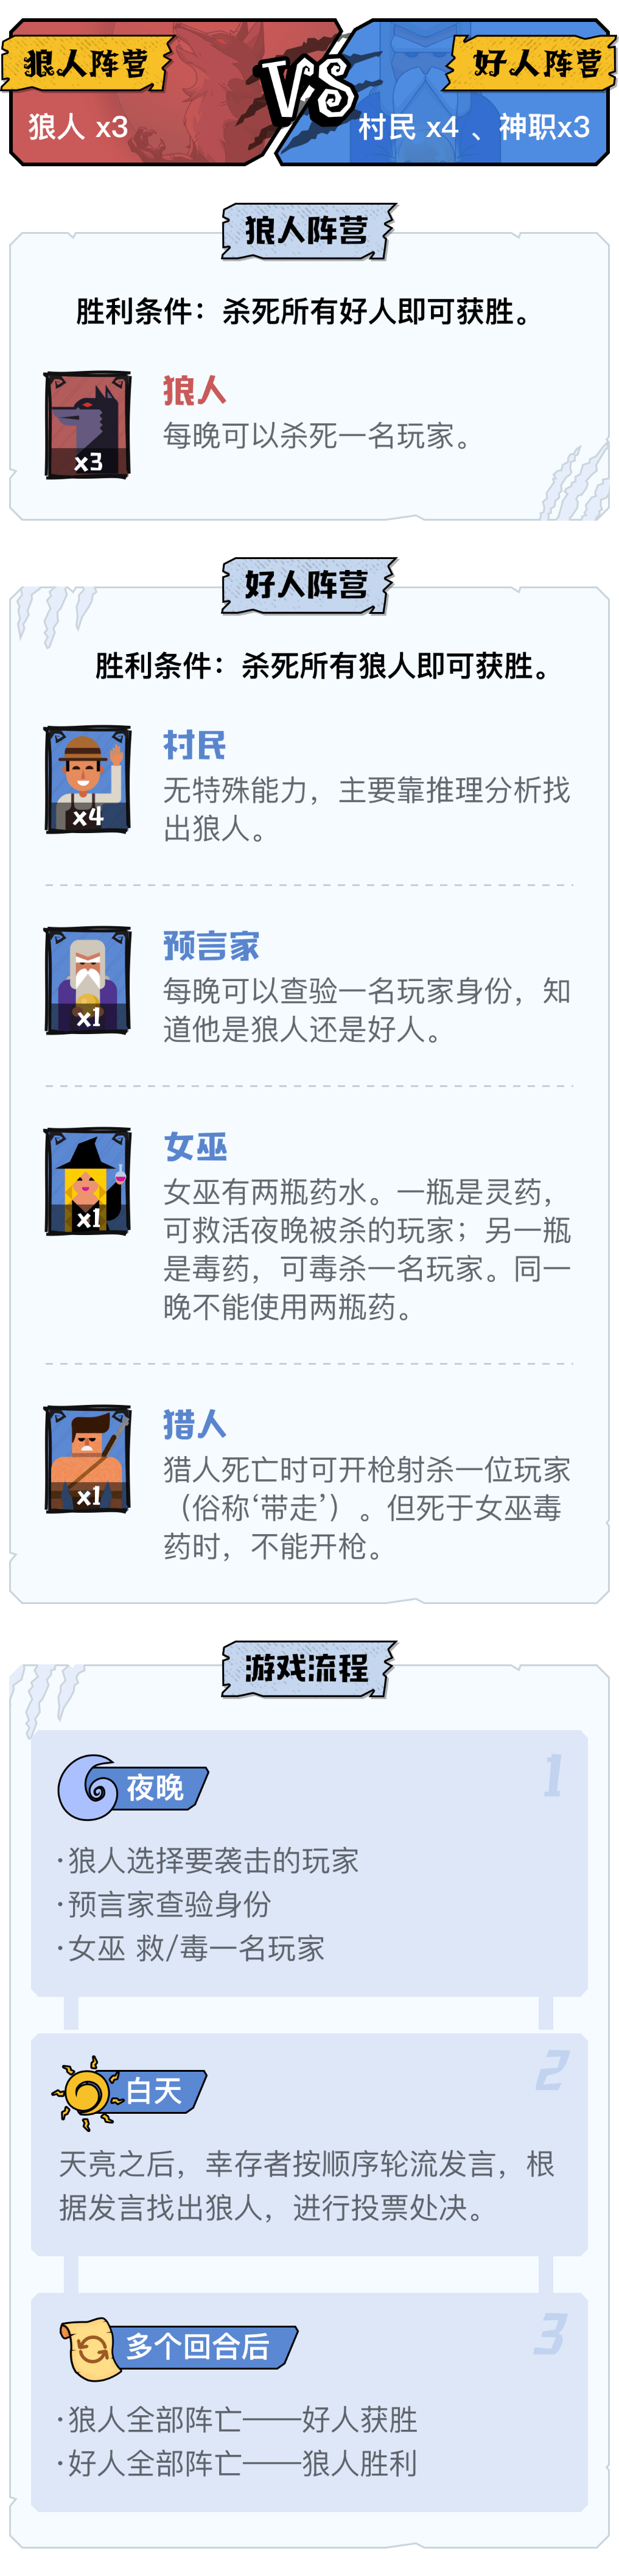 狼人阵营
VS
好人阵营
狼人 x3
村民 x4 、神职x3
狼人阵营
胜利条件：杀死所有好人即可获胜。
狼人
每晚可以杀死一名玩家。
x3
好人阵营
胜利条件：杀死所有狼人即可获胜。
村民
无特殊能力，主要靠推理分析找
出狼人。
x4
预言家
每晚可以查验一名玩家身份，知
道他是狼人还是好人。
x1
女巫
女巫有两瓶药水。一瓶是灵药，
可救活夜晚被杀的玩家；另一瓶
是毒药，可毒杀一名玩家。同一
晚不能使用两瓶药。
x1
猎人
猎人死亡时可开枪射杀一位玩家
（俗称‘带走’）。但死于女巫毒
药时，不能开枪。
x1
游戏流程
夜晚
1
·狼人选择要袭击的玩家
·预言家查验身份
·女巫 救/毒一名玩家
白天
2
天亮之后，幸存者按顺序轮流发言，根
据发言找出狼人，进行投票处决。
多个回合后
3
·狼人全部阵亡——好人获胜
·好人全部阵亡——狼人胜利